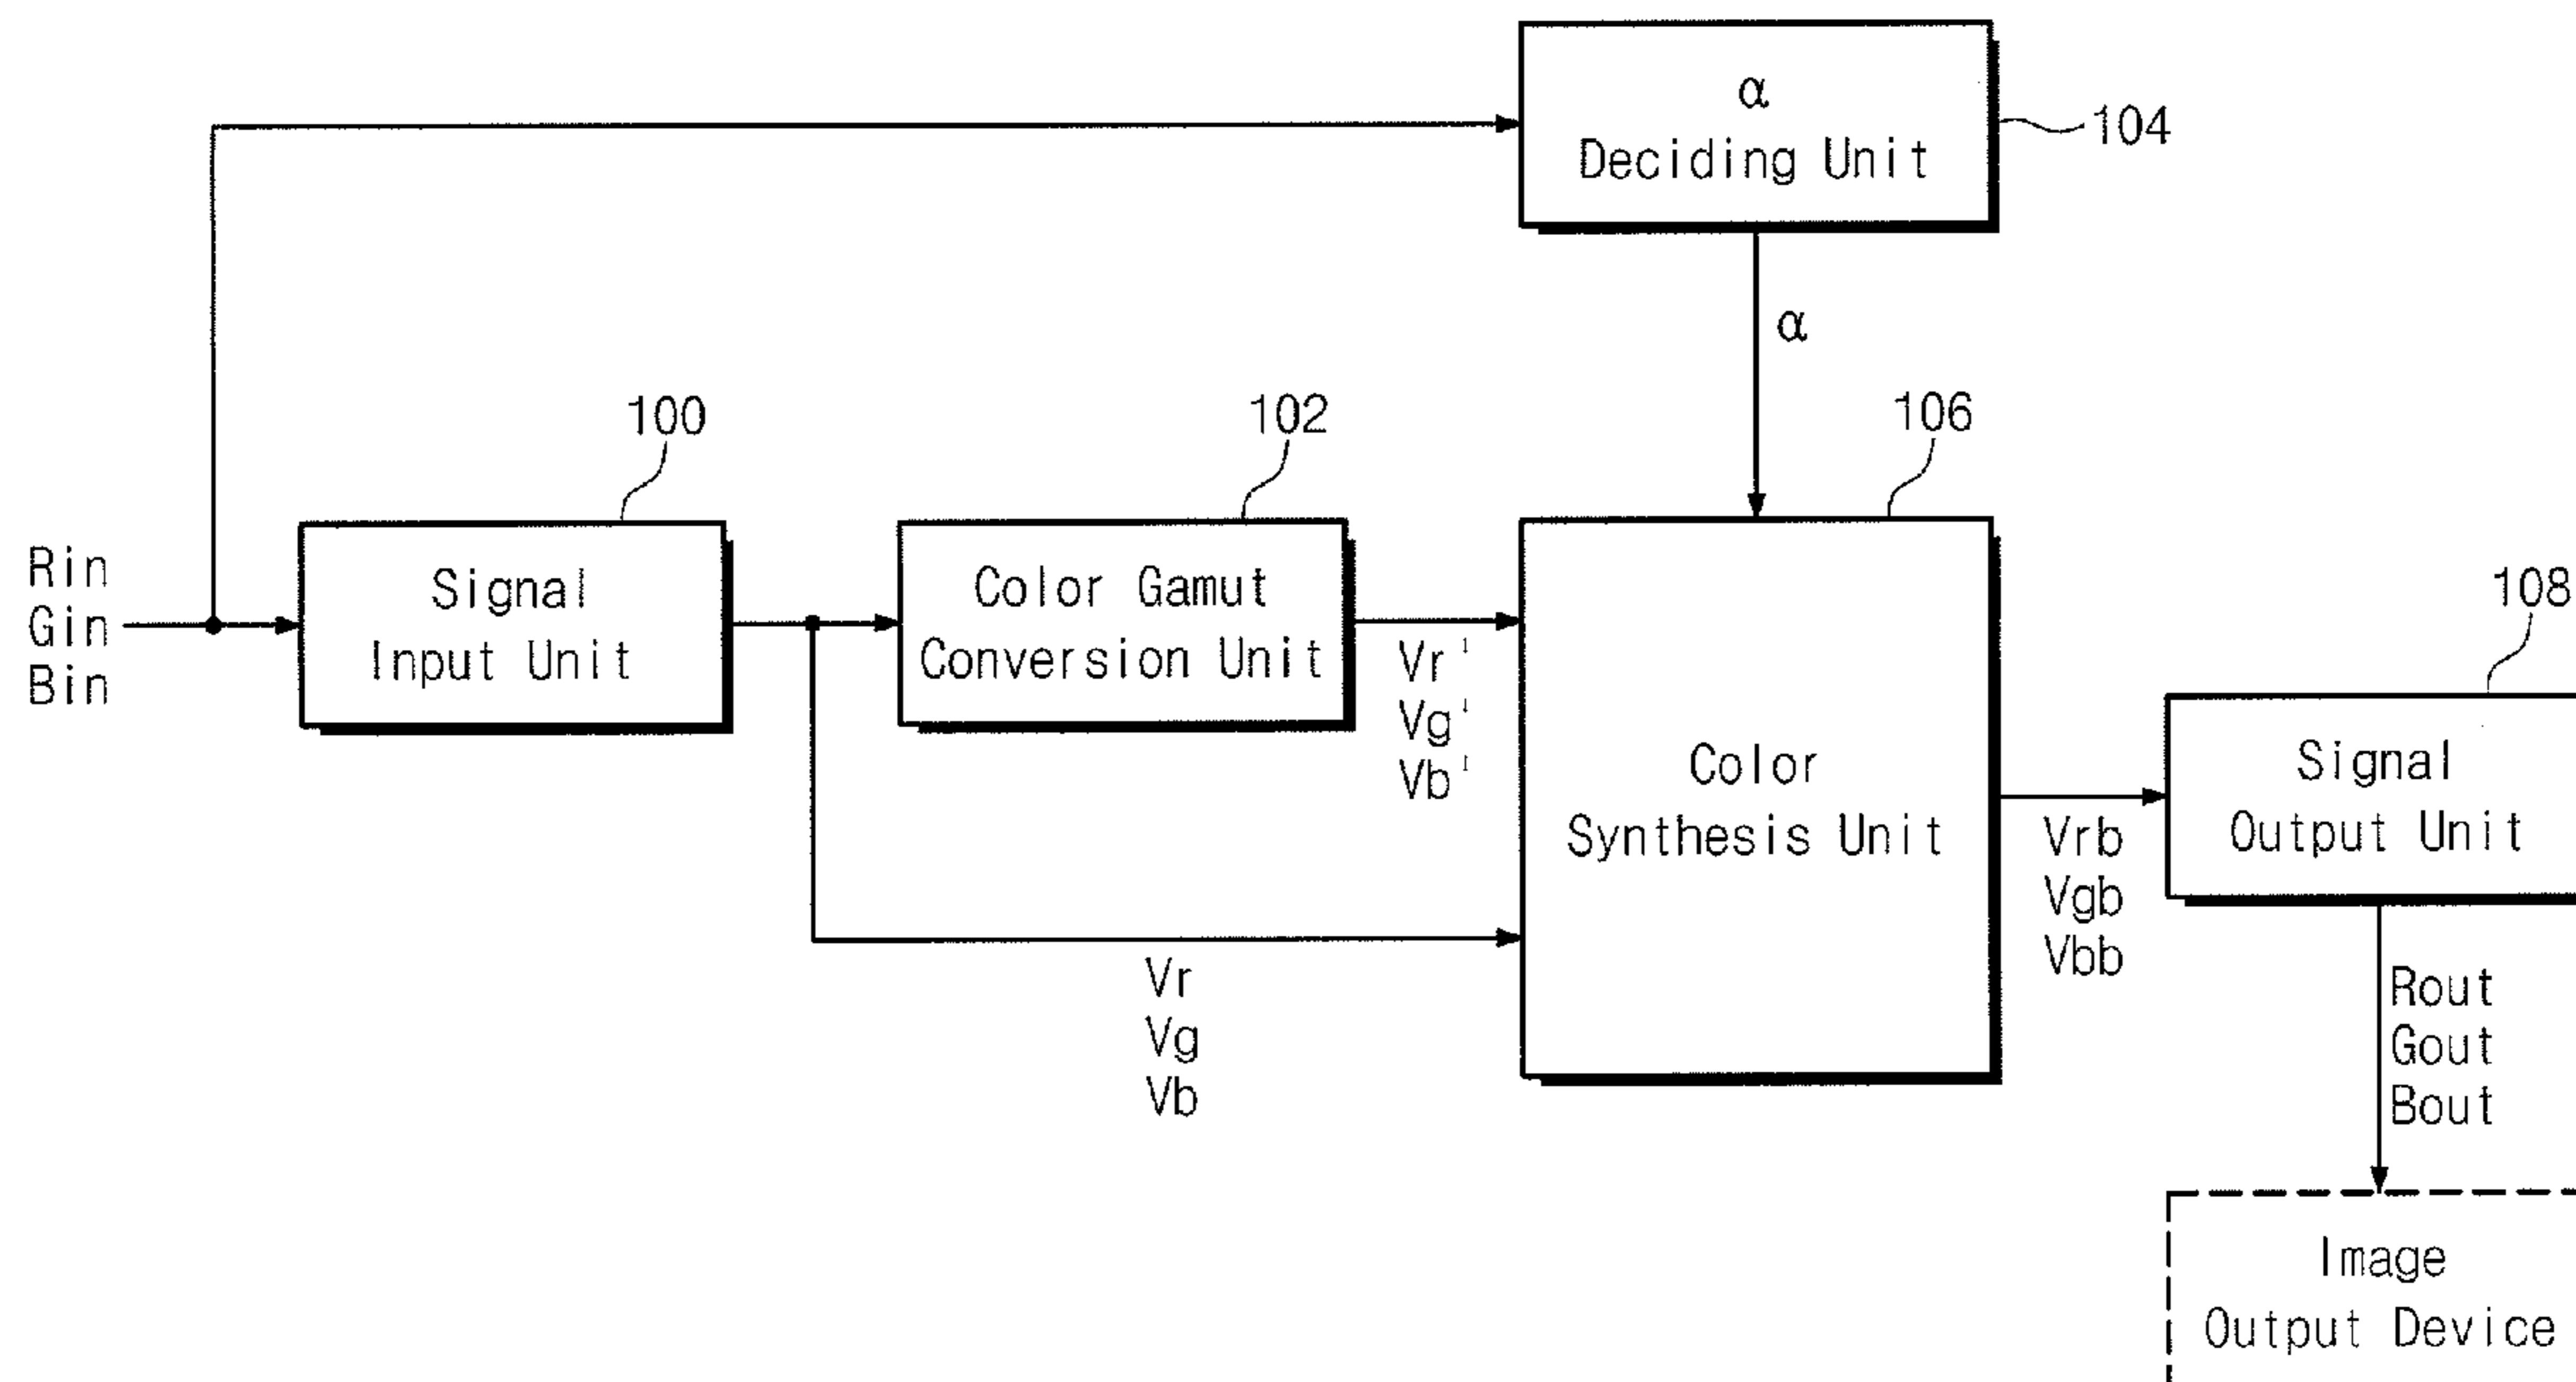 α
Deciding Unit
104
α
100
102
106
Rin
Gin
Bin
Signal
Input Unit
Color Gamut
Conversion Unit
Vr'
Vg'
Vb'
Color
Synthesis Unit
108
Signal
Output Unit
Vrb
Vgb
Vbb
Vr
Vg
Vb
Rout
Gout
Bout
Image
Output Device